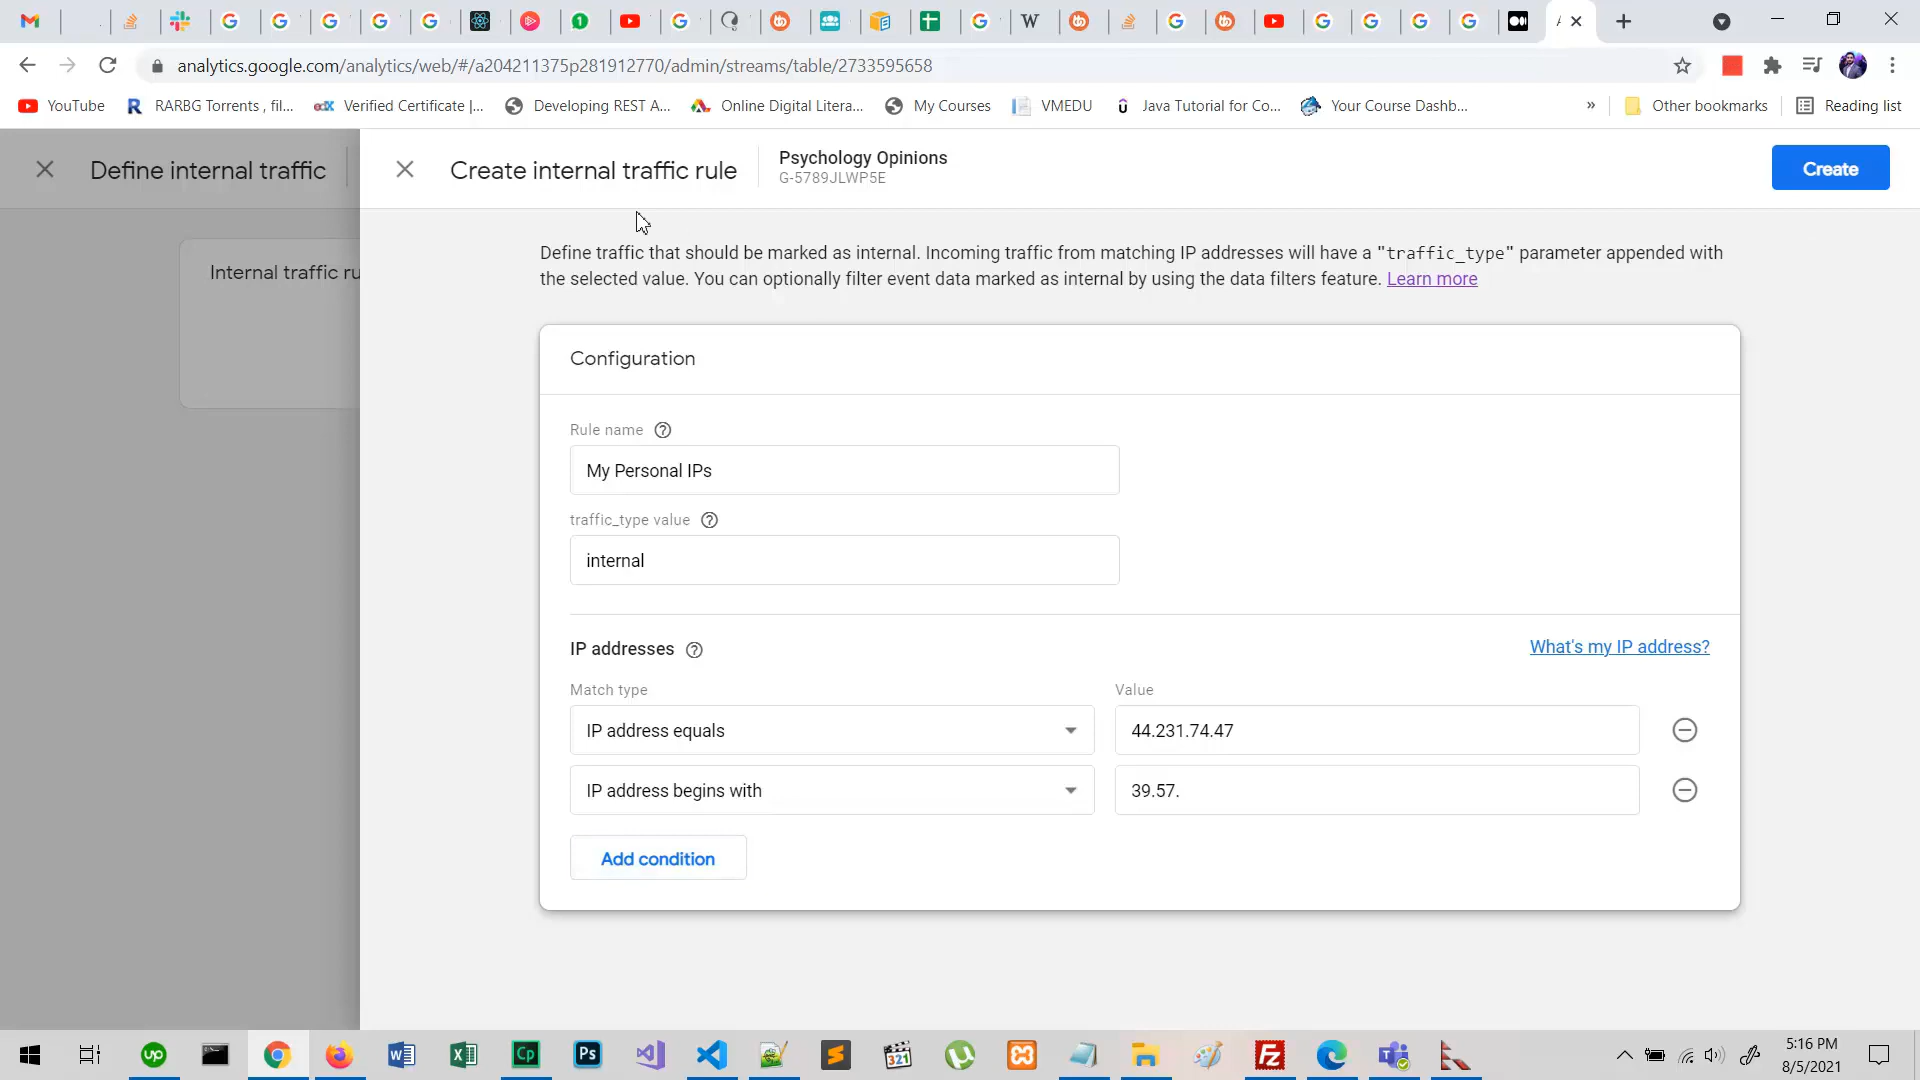 analytics.google.com/analytics/web/#/a204211375p281912770/admin/streams/table/2733595658
YouTube
RARBG Torrents , fil...
Verified Certificate |...
Developing REST A...
Online Digital Litera...
My Courses
VMEDU
Java Tutorial for Co...
Your Course Dashb...
»
Other bookmarks
Reading list
Define internal traffic
Create internal traffic rule
Psychology Opinions
G-5789JLWP5E
Create
Internal traffic ru
Define traffic that should be marked as internal. Incoming traffic from matching IP addresses will have a "traffic_type" parameter appended with
the selected value. You can optionally filter event data marked as internal by using the data filters feature. Learn more
Configuration
Rule name
My Personal IPs
traffic_type value
internal
IP addresses
What's my IP address?
Match type
Value
IP address equals
44.231.74.47
IP address begins with
39.57.
Add condition
5:16 PM
8/5/2021